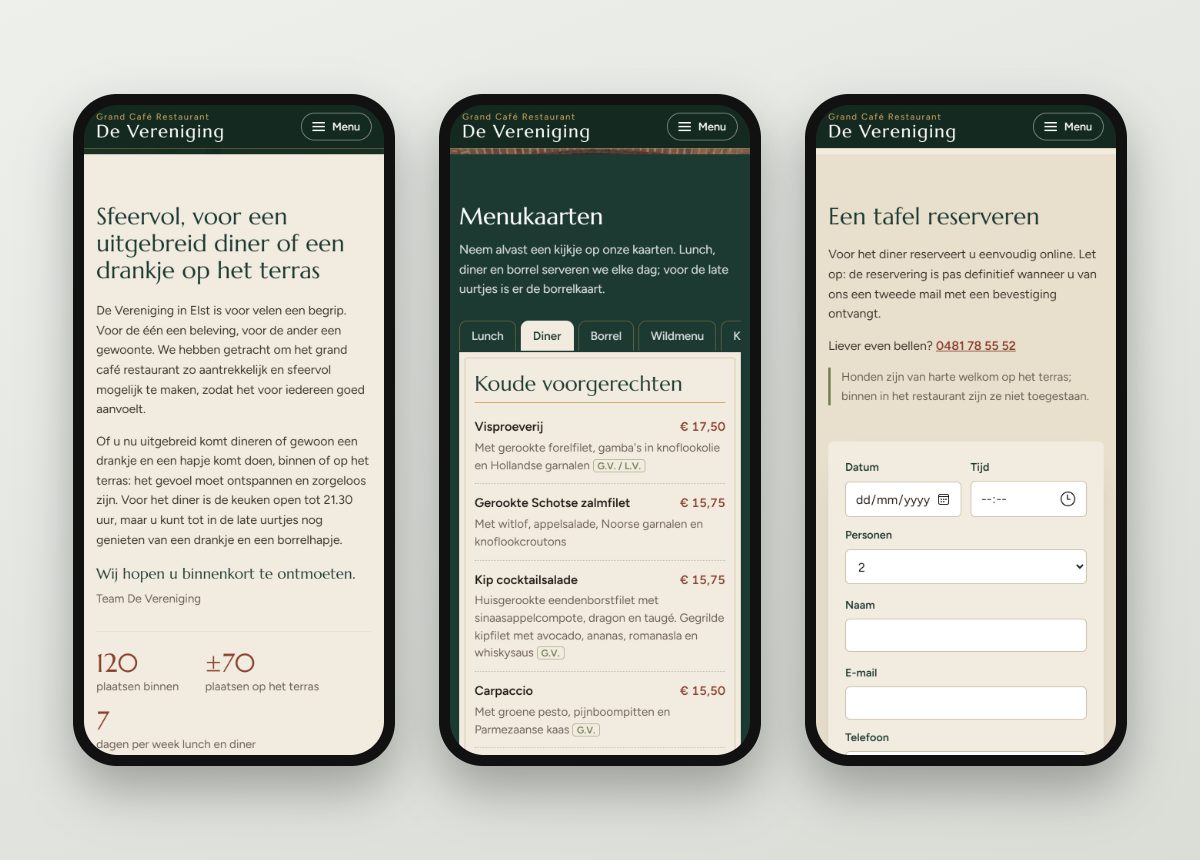 Grand Café Restaurant
De Vereniging
Menu
Sfeervol, voor een
uitgebreid diner of een
drankje op het terras
De Vereniging in Elst is voor velen een begrip.
Voor de één een beleving, voor de ander een
gewoonte. We hebben getracht om het grand
café restaurant zo aantrekkelijk en sfeervol
mogelijk te maken, zodat het voor iedereen goed
aanvoelt.
Of u nu uitgebreid komt dineren of gewoon een
drankje en een hapje komt doen, binnen of op het
terras: het gevoel moet ontspannen en zorgeloos
zijn. Voor het diner is de keuken open tot 21.30
uur, maar u kunt tot in de late uurtjes nog
genieten van een drankje en een borrelhapje.
Wij hopen u binnenkort te ontmoeten.
Team De Vereniging
120
plaatsen binnen
±70
plaatsen op het terras
7
dagen per week lunch en diner
Grand Café Restaurant
De Vereniging
Menu
Menukaarten
Neem alvast een kijkje op onze kaarten. Lunch,
diner en borrel serveren we elke dag; voor de late
uurtjes is er de borrelkaart.
Lunch Diner Borrel Wildmenu K
Koude voorgerechten
Visproeverij € 17,50
Met gerookte forelfilet, gamba's in knoflookolie
en Hollandse garnalen G.V. / L.V.
Gerookte Schotse zalmfilet € 15,75
Met witlof, appelsalade, Noorse garnalen en
knoflookcroutons
Kip cocktailsalade € 15,75
Huisgerookte eendenborstfilet met
sinaasappelcompote, dragon en taugé. Gegrilde
kipfilet met avocado, ananas, romanasla en
whiskysaus G.V.
Carpaccio € 15,50
Met groene pesto, pijnboompitten en
Parmezaanse kaas G.V.
Grand Café Restaurant
De Vereniging
Menu
Een tafel reserveren
Voor het diner reserveert u eenvoudig online. Let
op: de reservering is pas definitief wanneer u van
ons een tweede mail met een bevestiging
ontvangt.
Liever even bellen? 0481 78 55 52
Honden zijn van harte welkom op het terras;
binnen in het restaurant zijn ze niet toegestaan.
Datum Tijd
dd/mm/yyyy --:--
Personen
2
Naam
E-mail
Telefoon